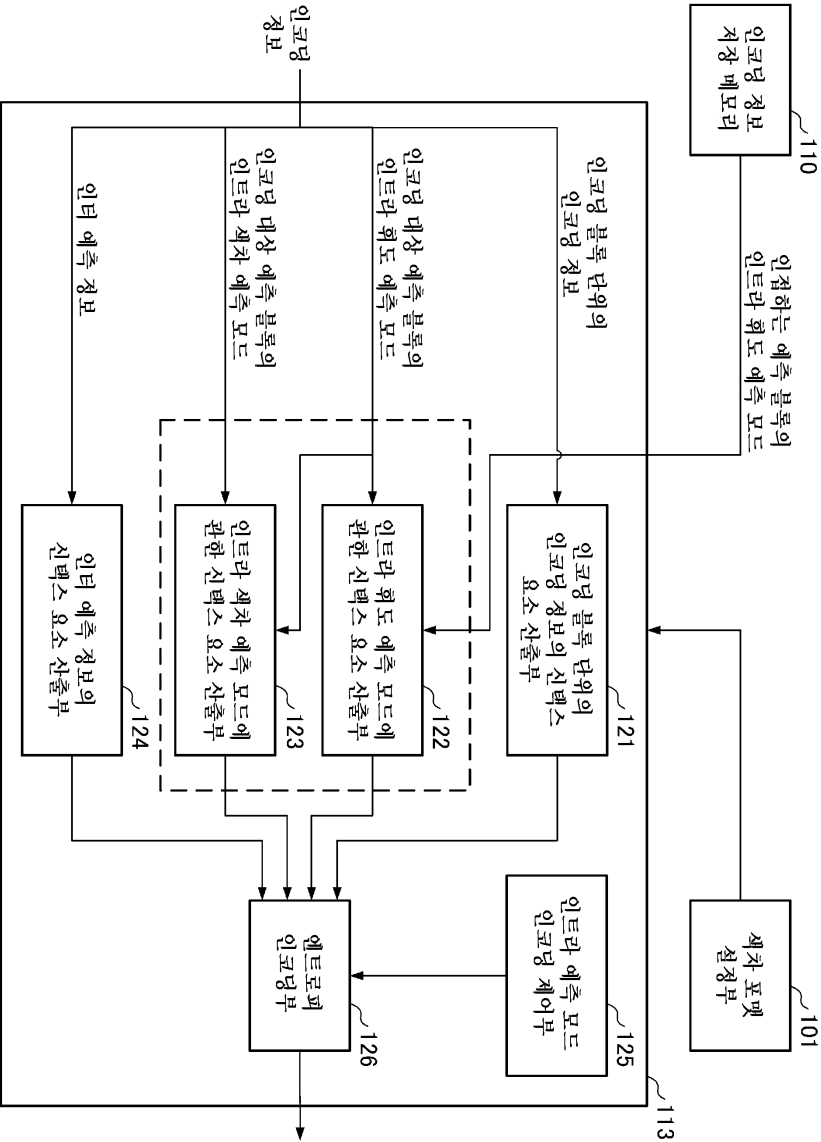 인코딩 정보
저장 메모리
110
인접하는 예측 블록의
인트라 휘도 예측 모드
색차 포맷
설정부
101
113
인코딩
정보
인코딩 블록 단위의
인코딩 정보
인코딩 블록 단위의
인코딩 정보의 신택스
요소 산출부
121
인트라 예측 모드
인코딩 제어부
125
인코딩 대상 예측 블록의
인트라 휘도 예측 모드
인트라 휘도 예측 모드에
관한 신택스 요소 산출부
122
인코딩 대상 예측 블록의
인트라 색차 예측 모드
인트라 색차 예측 모드에
관한 신택스 요소 산출부
123
엔트로피
인코딩부
126
인터 예측 정보
인터 예측 정보의
신택스 요소 산출부
124